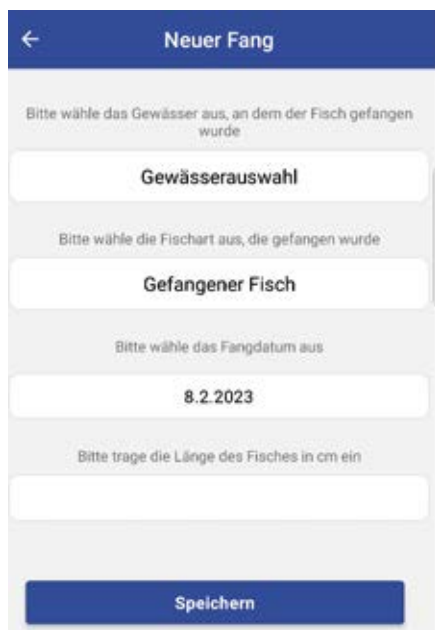 Neuer Fang
Bitte wähle das Gewässer aus, an dem der Fisch gefangen
wurde
Gewässerauswahl
Bitte wähle die Fischart aus, die gefangen wurde
Gefangener Fisch
Bitte wähle das Fangdatum aus
8.2.2023
Bitte trage die Länge des Fisches in cm ein
Speichern